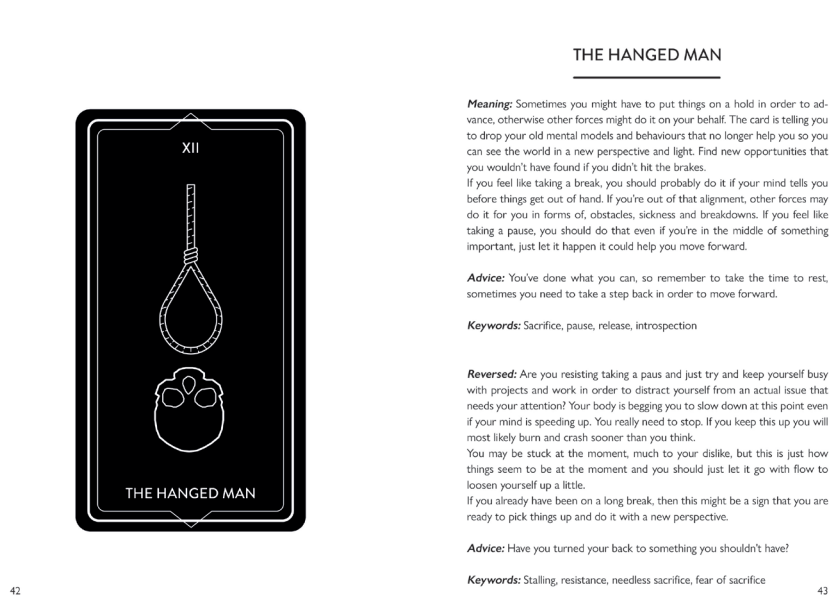 XII
THE HANGED MAN
42
THE HANGED MAN
Meaning: Sometimes you might have to put things on a hold in order to ad-
vance, otherwise other forces might do it on your behalf. The card is telling you
to drop your old mental models and behaviours that no longer help you so you
can see the world in a new perspective and light. Find new opportunities that
you wouldn't have found if you didn't hit the brakes.
If you feel like taking a break, you should probably do it if your mind tells you
before things get out of hand. If you're out of that alignment, other forces may
do it for you in forms of, obstacles, sickness and breakdowns. If you feel like
taking a pause, you should do that even if you're in the middle of something
important, just let it happen it could help you move forward.
Advice: You've done what you can, so remember to take the time to rest,
sometimes you need to take a step back in order to move forward.
Keywords: Sacrifice, pause, release, introspection
Reversed: Are you resisting taking a paus and just try and keep yourself busy
with projects and work in order to distract yourself from an actual issue that
needs your attention? Your body is begging you to slow down at this point even
if your mind is speeding up. You really need to stop. If you keep this up you will
most likely burn and crash sooner than you think.
You may be stuck at the moment, much to your dislike, but this is just how
things seem to be at the moment and you should just let it go with flow to
loosen yourself up a little.
If you already have been on a long break, then this might be a sign that you are
ready to pick things up and do it with a new perspective.
Advice: Have you turned your back to something you shouldn't have?
Keywords: Stalling, resistance, needless sacrifice, fear of sacrifice
43